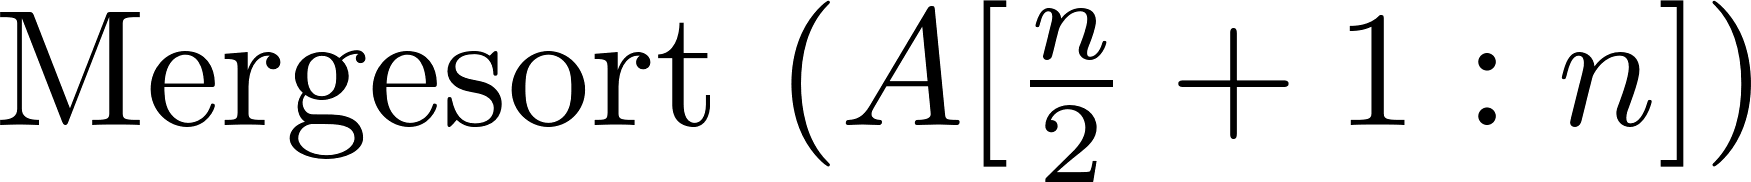 Mergesort (A[n/2 + 1 : n])